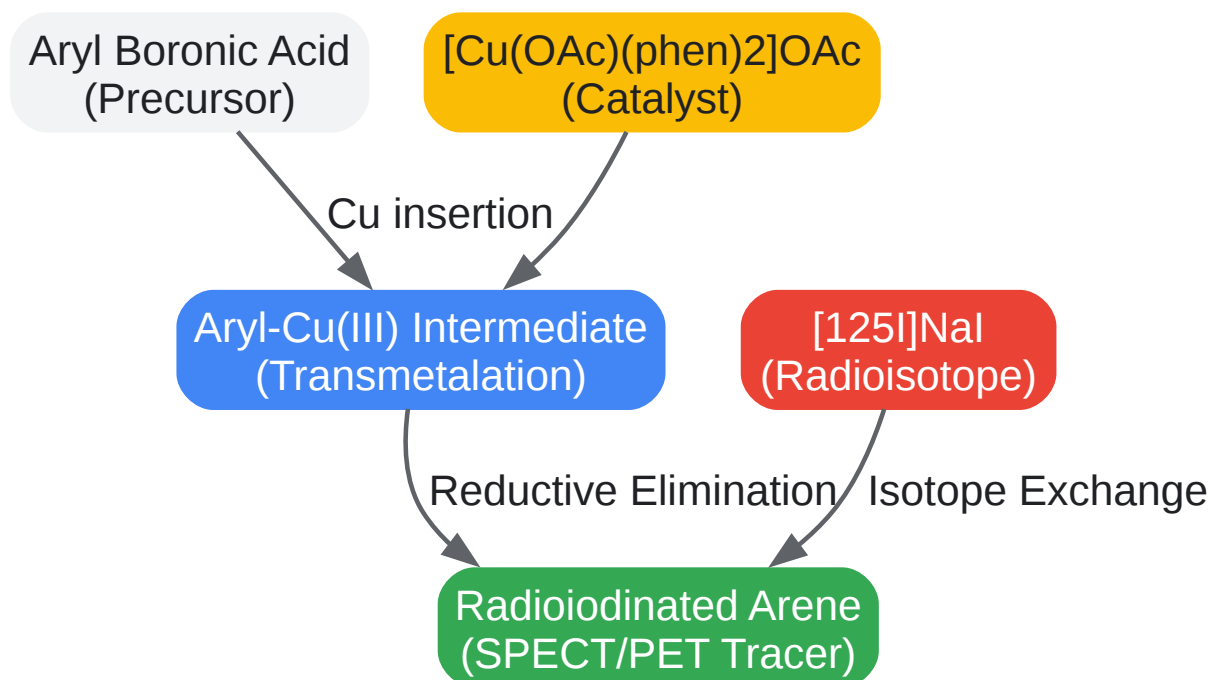 Aryl Boronic Acid
(Precursor)
[Cu(OAc)(phen)2]OAc
(Catalyst)
Cu insertion
Aryl-Cu(III) Intermediate
(Transmetalation)
[125I]NaI
(Radioisotope)
Reductive Elimination
Isotope Exchange
Radioiodinated Arene
(SPECT/PET Tracer)